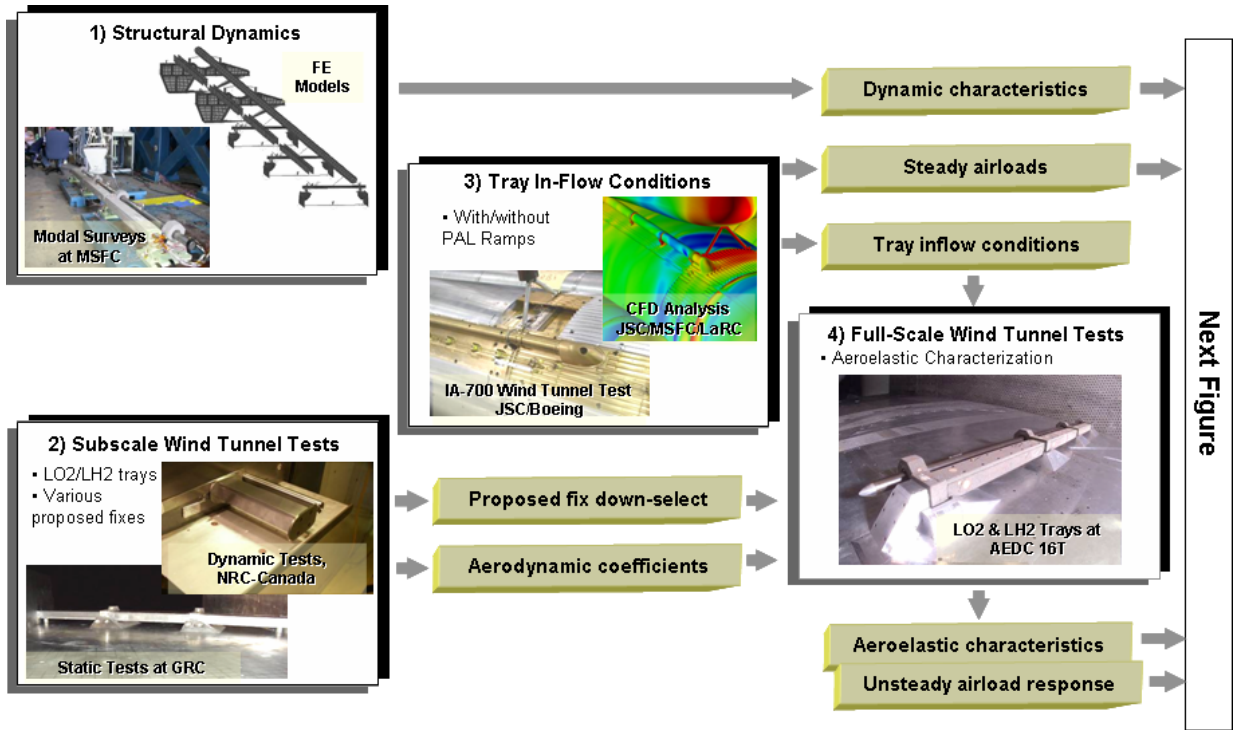 1) Structural Dynamics
FE
Models
Modal Surveys
at MSFC
Dynamic characteristics
Steady airloads
3) Tray In-Flow Conditions
▪ With/without
PAL Ramps
CFD Analysis
JSC/MSFC/LaRC
IA-700 Wind Tunnel Test
JSC/Boeing
Tray inflow conditions
2) Subscale Wind Tunnel Tests
▪ LO2/LH2 trays
▪ Various
proposed fixes
Dynamic Tests,
NRC-Canada
Static Tests at GRC
Proposed fix down-select
Aerodynamic coefficients
4) Full-Scale Wind Tunnel Tests
▪ Aeroelastic Characterization
LO2 & LH2 Trays at
AEDC 16T
Aeroelastic characteristics
Unsteady airload response
Next Figure